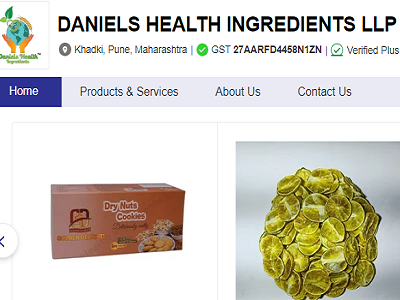 DANIELS HEALTH INGREDIENTS LLP
Daniels Health™
Ingredients
Khadki, Pune, Maharashtra | GST 27AARFD4458N1ZN | Verified Plus
Home Products & Services About Us Contact Us
Dry Nuts
Cookies